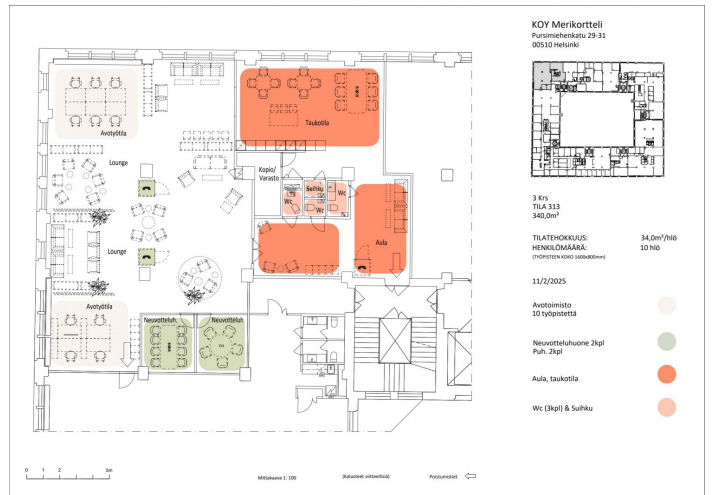 KOY Merikortteli
Pursimiehenkatu 29-31
00510 Helsinki
3 Krs
TILA 313
340,0m²
TILATEHOKKUUS: 34,0m²/hlö
HENKILÖMÄÄRÄ: 10 hlö
(TYÖPISTEEN KOKO 1600x800mm)
11/2/2025
Avotoimisto
10 työpistettä
Neuvotteluhuone 2kpl
Puh. 2kpl
Aula, taukotila
Wc (3kpl) & Suihku
Avotyötila
Taukotila
Lounge
Kopio/
Varasto
Suihku
Wc
Wc
Wc
Aula
Lounge
Avotyötila
Neuvotteluh.
Neuvotteluh.
0 1 2 5m
Mittakaava 1: 100
(Kalusteet viitteellisiä)
Poistumistiet